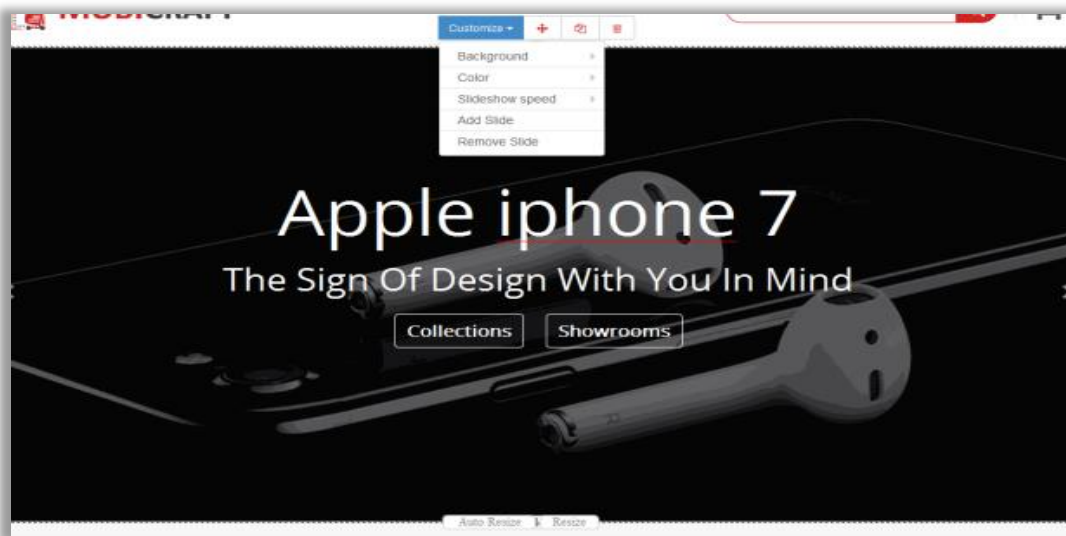 Customize
Background
Color
Slideshow speed
Add Slide
Remove Slide
Apple iphone 7
The Sign Of Design With You In Mind
Collections
Showrooms
Auto Resize
Resize